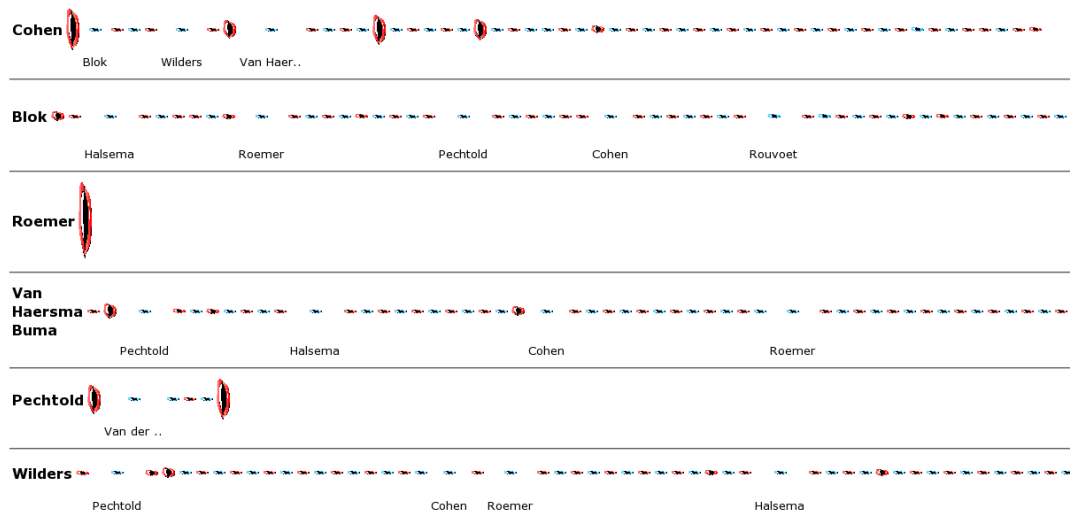 Cohen
Blok Wilders Van Haer..
Blok
Halsema Roemer Pechtold Cohen Rouvoet
Roemer
Van
Haersma
Buma
Pechtold Halsema Cohen Roemer
Pechtold
Van der ..
Wilders
Pechtold Cohen Roemer Halsema